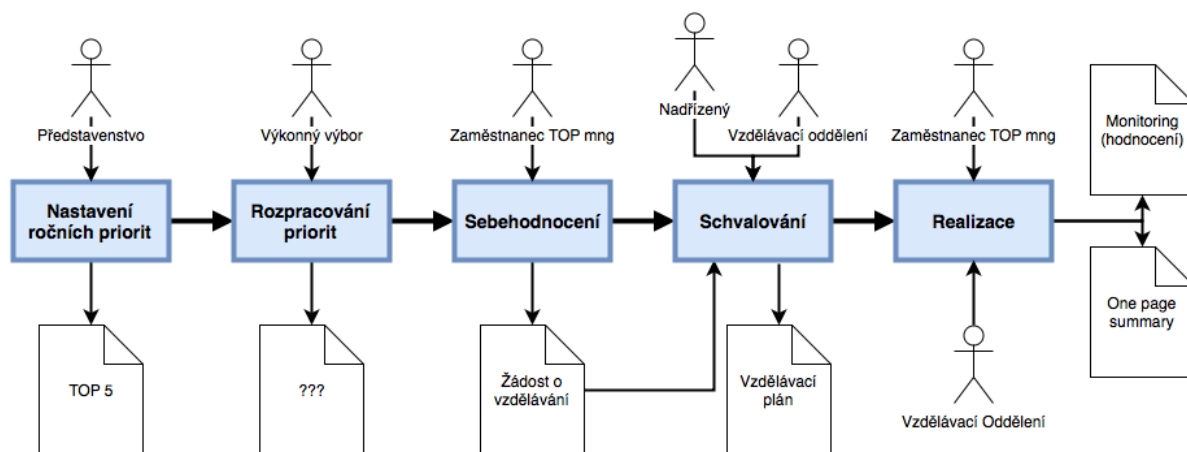 Představenstvo
Výkonný výbor
Zaměstnanec TOP mng
Nadřízený
Vzdělávací oddělení
Zaměstnanec TOP mng
Monitoring
(hodnocení)
Nastavení
ročních priorit
Rozpracování
priorit
Sebehodnocení
Schvalování
Realizace
One page
summary
TOP 5
???
Žádost o
vzdělávání
Vzdělávací
plán
Vzdělávací Oddělení